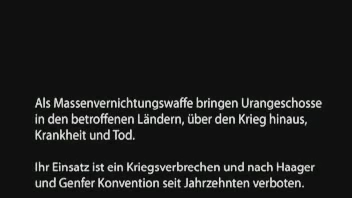 Als Massenvernichtungswaffe bringen Urangeschosse
in den betroffenen Ländern, über den Krieg hinaus,
Krankheit und Tod.
Ihr Einsatz ist ein Kriegsverbrechen und nach Haager
und Genfer Konvention seit Jahrzehnten verboten.